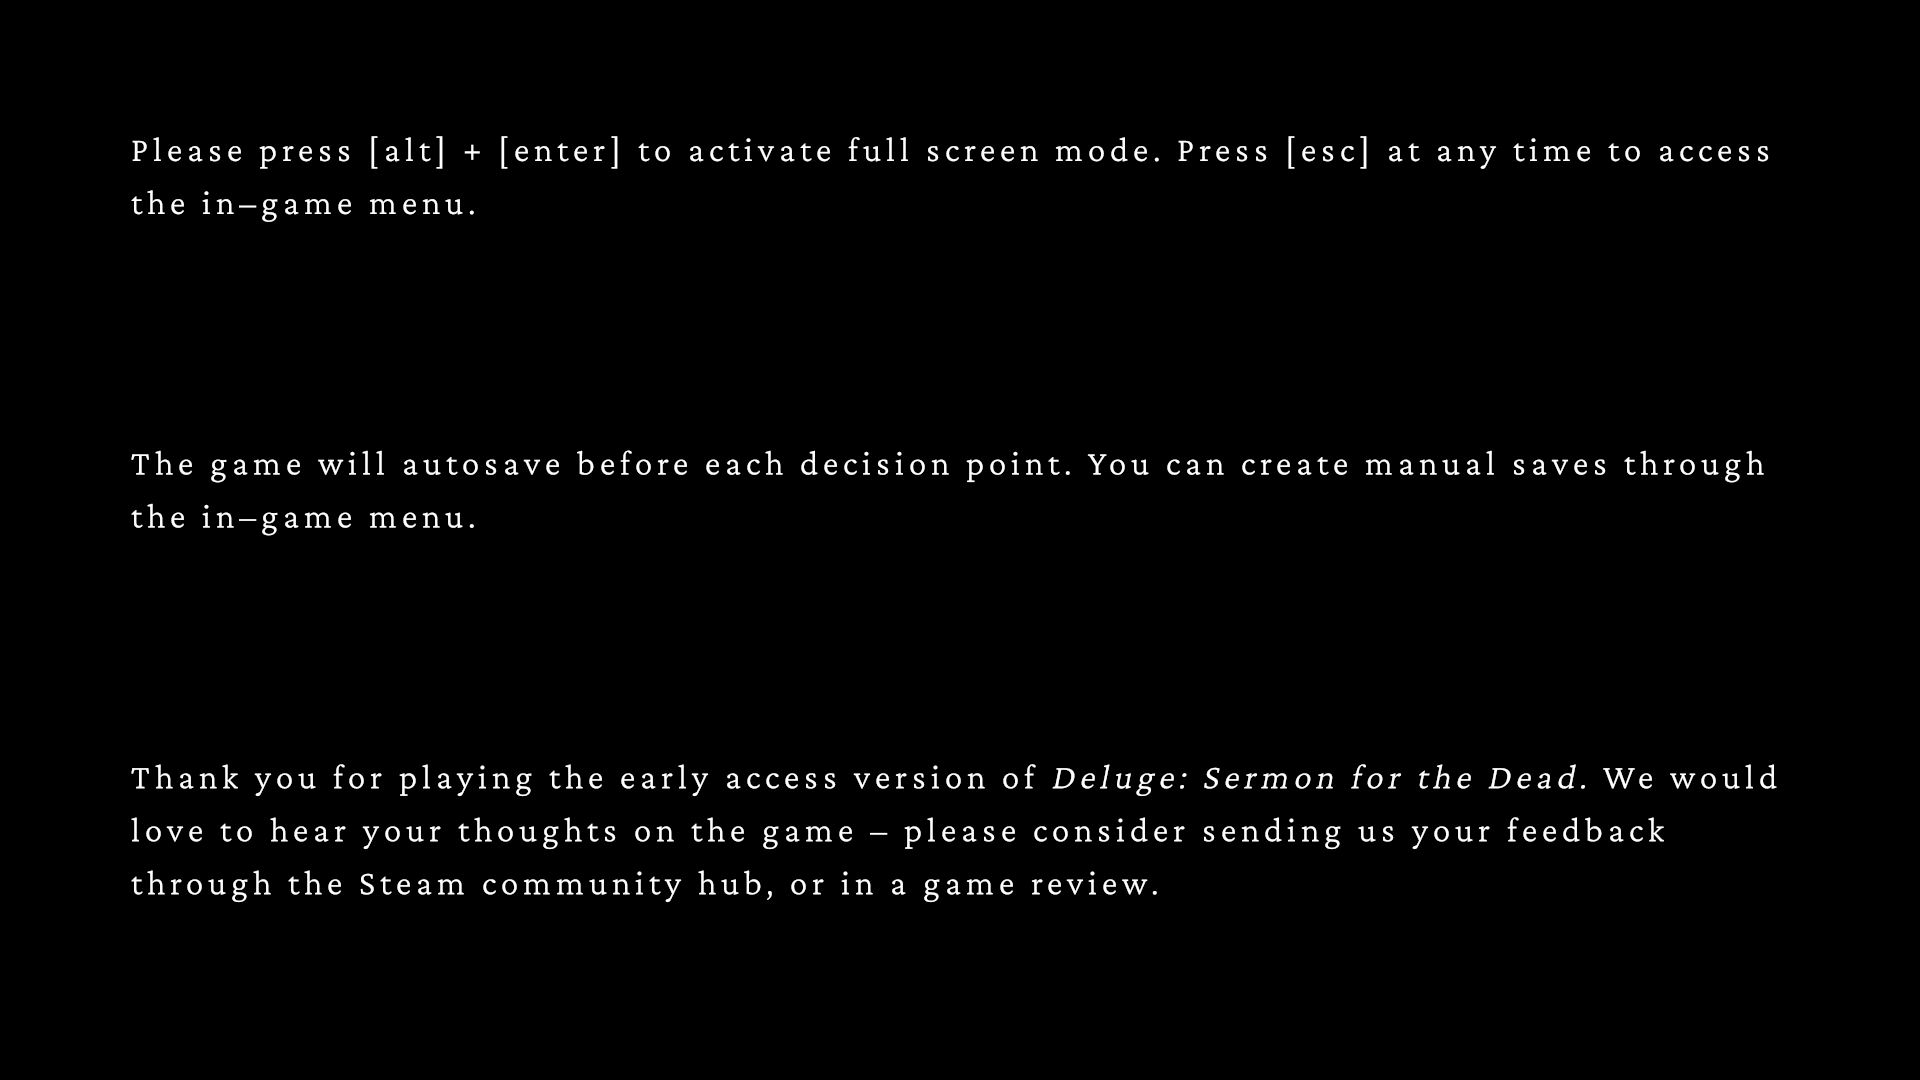 Please press [alt] + [enter] to activate full screen mode. Press [esc] at any time to access
the in–game menu.
The game will autosave before each decision point. You can create manual saves through
the in–game menu.
Thank you for playing the early access version of Deluge: Sermon for the Dead. We would
love to hear your thoughts on the game – please consider sending us your feedback
through the Steam community hub, or in a game review.